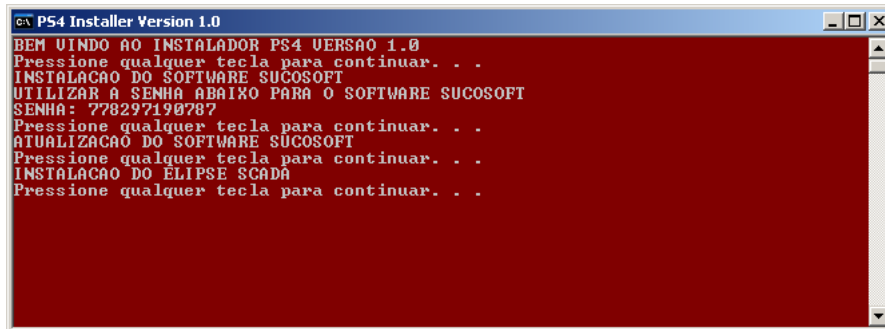 PS4 Installer Version 1.0
BEM VINDO AO INSTALADOR PS4 VERSAO 1.0
Pressione qualquer tecla para continuar. . .
INSTALACAO DO SOFTWARE SUCOSOFT
UTILIZAR A SENHA ABAIXO PARA O SOFTWARE SUCOSOFT
SENHA: 778297190787
Pressione qualquer tecla para continuar. . .
ATUALIZACAO DO SOFTWARE SUCOSOFT
Pressione qualquer tecla para continuar. . .
INSTALACAO DO ELIPSE SCADA
Pressione qualquer tecla para continuar. . .